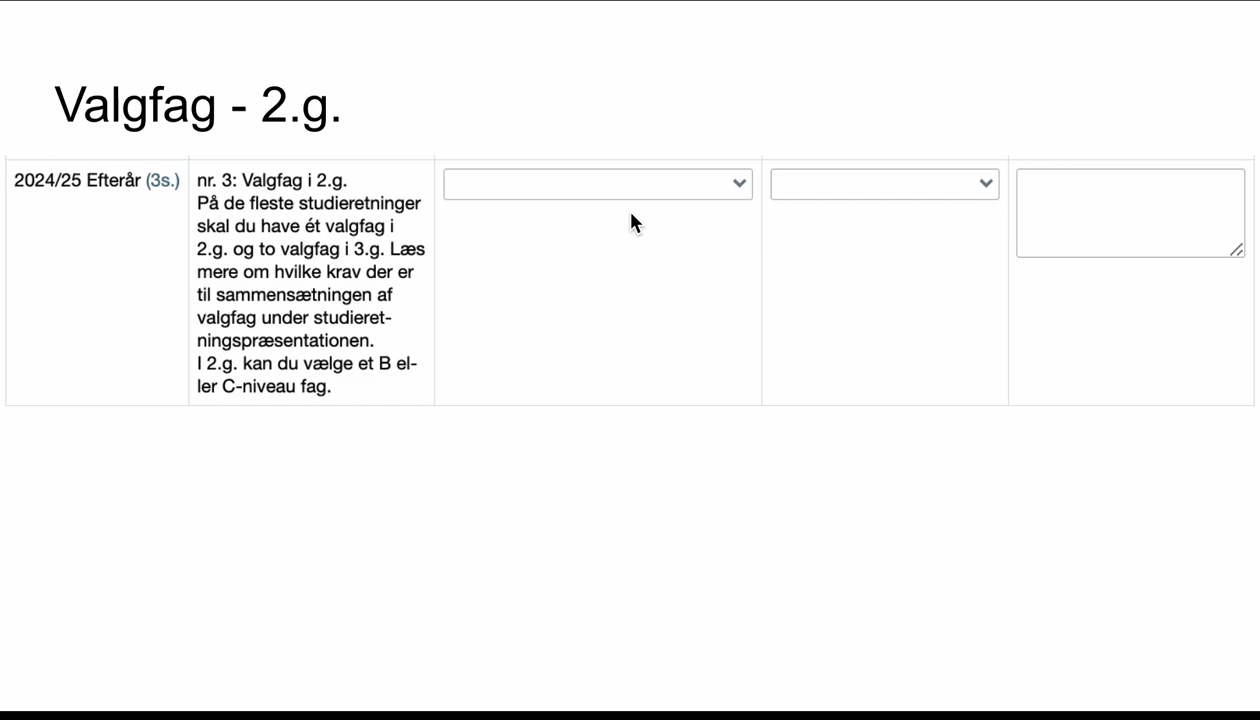 Valgfag - 2.g.
2024/25 Efterår (3s.)
nr. 3: Valgfag i 2.g.
På de fleste studieretninger
skal du have ét valgfag i
2.g. og to valgfag i 3.g. Læs
mere om hvilke krav der er
til sammensætningen af
valgfag under studieret-
ningspræsentationen.
I 2.g. kan du vælge et B el-
ler C-niveau fag.